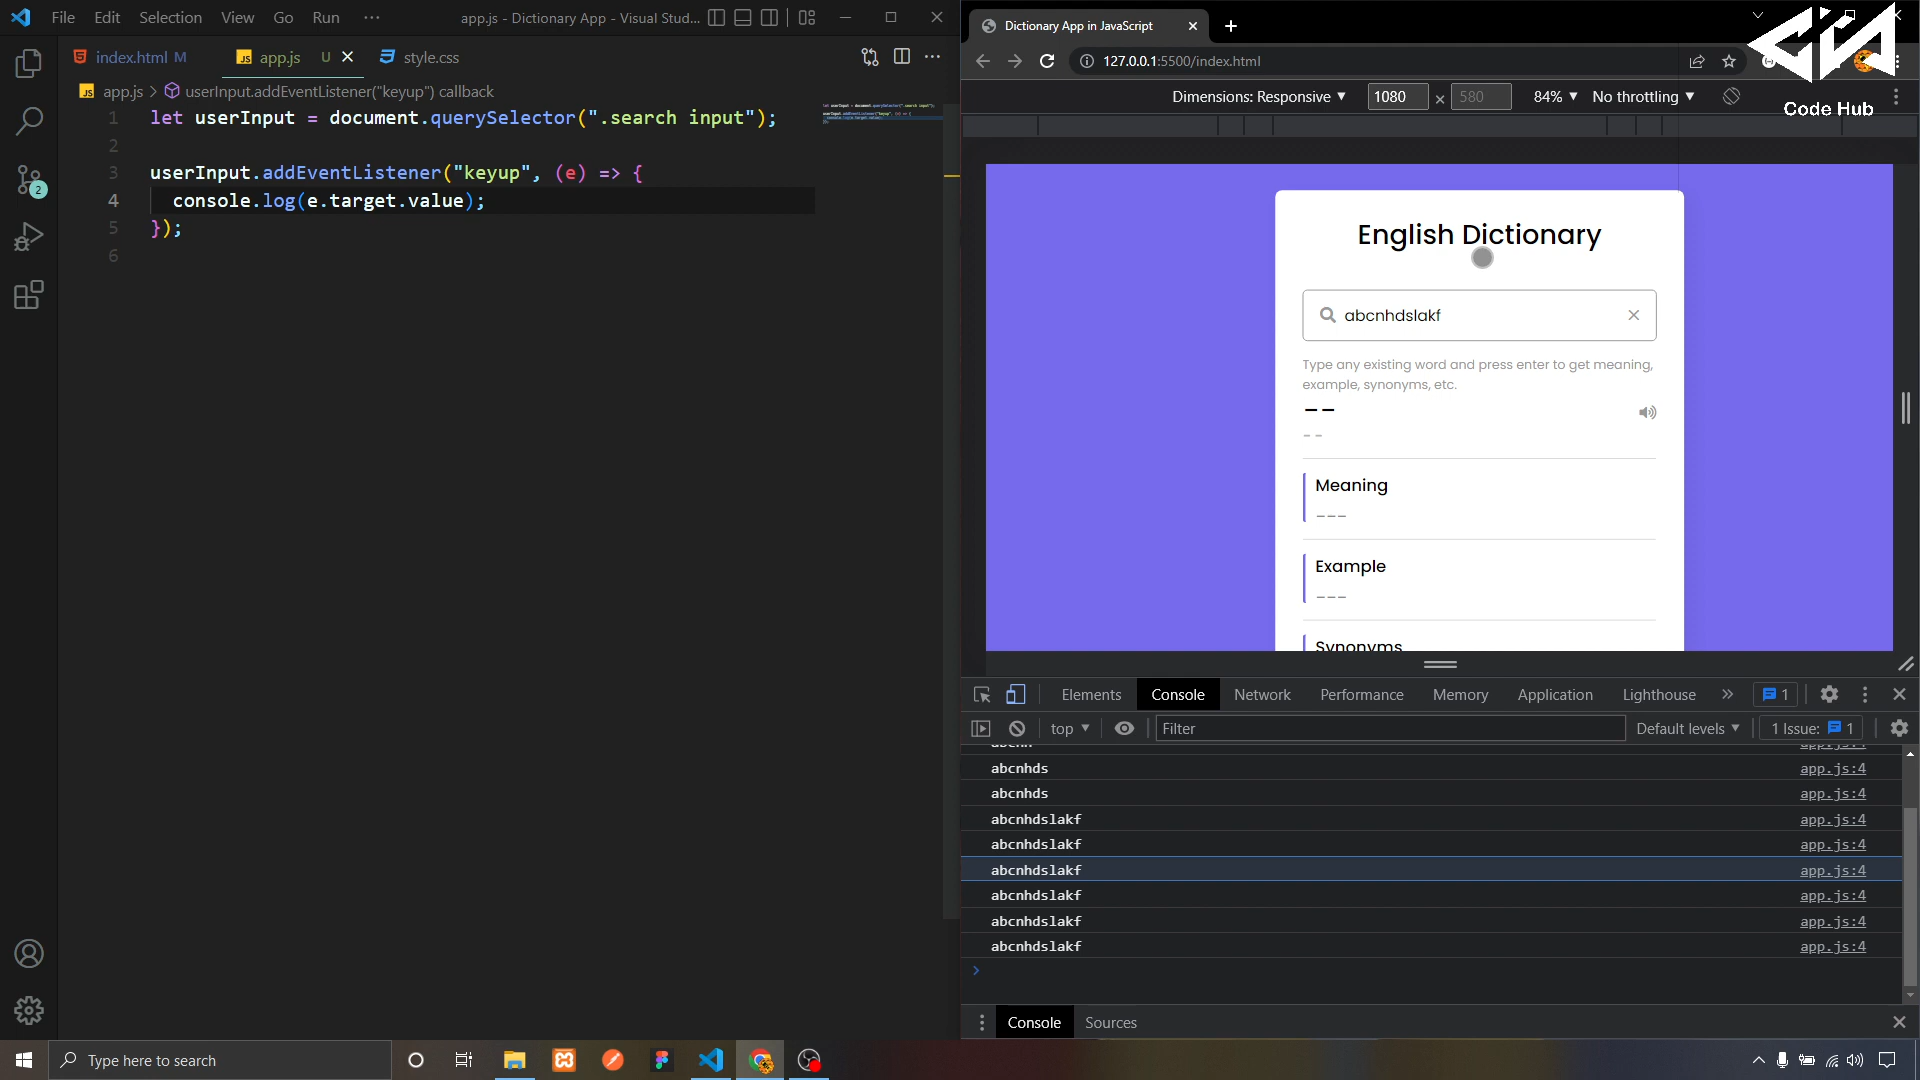 File Edit Selection View Go Run ··· app.js - Dictionary App - Visual Stud...
index.html M app.js U style.css
app.js > userInput.addEventListener("keyup") callback
1 let userInput = document.querySelector(".search input");
2
3 userInput.addEventListener("keyup", (e) => {
4 console.log(e.target.value);
5 });
6
2
Dictionary App in JavaScript
127.0.0.1:5500/index.html
Dimensions: Responsive 1080 × 580 84% No throttling
Code Hub
English Dictionary
abcnhdslakf
Type any existing word and press enter to get meaning,
example, synonyms, etc.
--
--
Meaning
---
Example
---
Synonyms
Elements Console Network Performance Memory Application Lighthouse 1
top Filter Default levels 1 Issue: 1
abcnhds app.js:4
abcnhds app.js:4
abcnhdslakf app.js:4
abcnhdslakf app.js:4
abcnhdslakf app.js:4
abcnhdslakf app.js:4
abcnhdslakf app.js:4
abcnhdslakf app.js:4
Console Sources
Type here to search